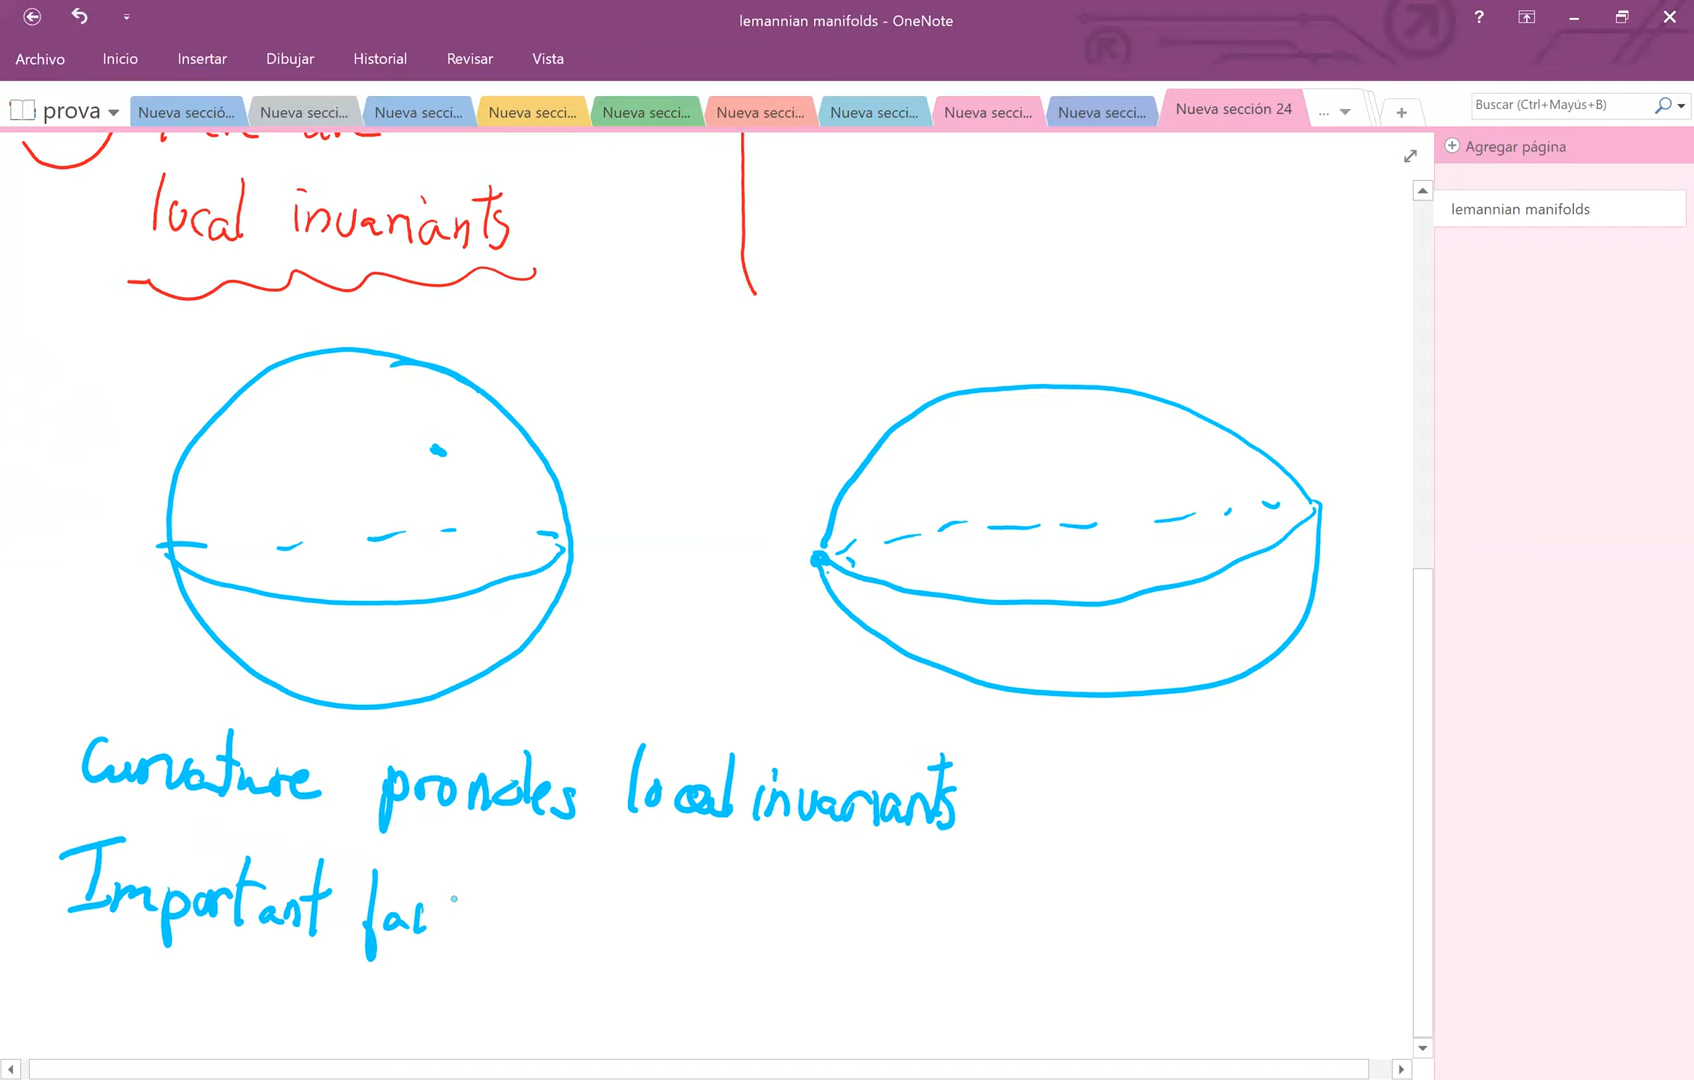 lemannian manifolds - OneNote
?
Archivo Inicio Insertar Dibujar Historial Revisar Vista
prova
Nueva secció... Nueva secci... Nueva secci... Nueva secci... Nueva secci... Nueva secci... Nueva secci... Nueva secci... Nueva secci... Nueva sección 24 ... +
Buscar (Ctrl+Mayús+B)
Agregar página
lemannian manifolds
are
local invariants
Curvature provides local invariants
Important fac